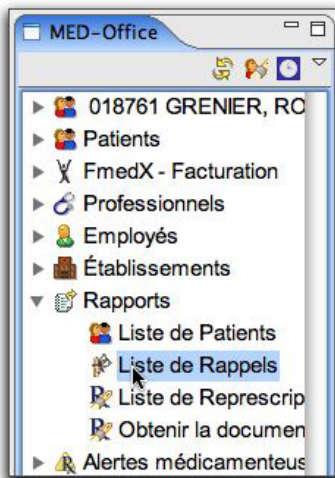 MED-Office
018761 GRENIER, RO
Patients
FmedX - Facturation
Professionnels
Employés
Établissements
Rapports
Liste de Patients
Liste de Rappels
Liste de Represcrip
Obtenir la documen
Alertes médicamenteus